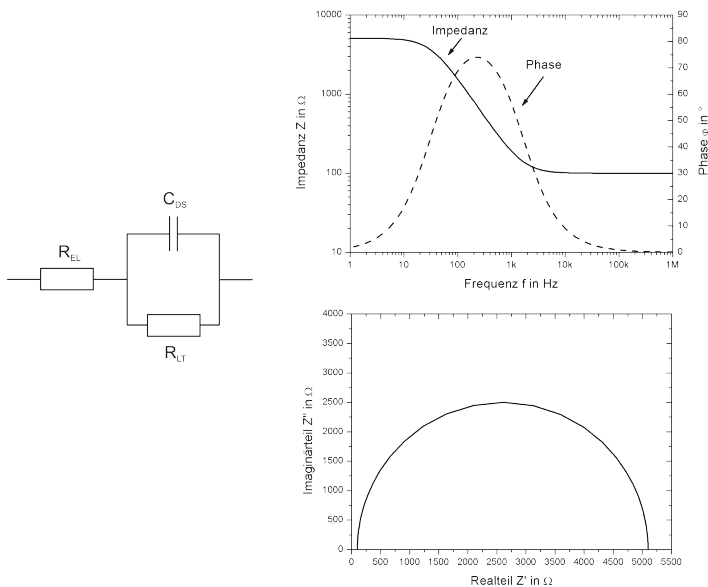 C_DS
R_EL
R_LT
10000
1000
100
10
Impedanz Z in Ω
Impedanz
Phase
90
80
70
60
50
40
30
20
10
0
Phase φ in °
1 10 100 1k 10k 100k 1M
Frequenz f in Hz
4000
3500
3000
2500
2000
1500
1000
500
0
Imaginärteil Z'' in Ω
0 500 1000 1500 2000 2500 3000 3500 4000 4500 5000 5500
Realteil Z' in Ω